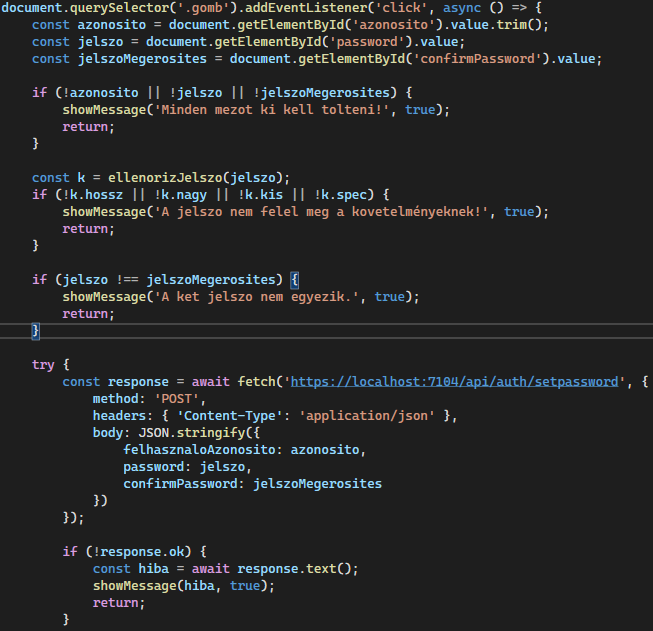 document.querySelector('.gomb').addEventListener('click', async () => {
    const azonosito = document.getElementById('azonosito').value.trim();
    const jelszo = document.getElementById('password').value;
    const jelszoMegerosites = document.getElementById('confirmPassword').value;

    if (!azonosito || !jelszo || !jelszoMegerosites) {
        showMessage('Minden mezot ki kell tolteni!', true);
        return;
    }

    const k = ellenorizJelszo(jelszo);
    if (!k.hossz || !k.nagy || !k.kis || !k.spec) {
        showMessage('A jelszo nem felel meg a kovetelményeknek!', true);
        return;
    }

    if (jelszo !== jelszoMegerosites) {
        showMessage('A ket jelszo nem egyezik.', true);
        return;
    }

    try {
        const response = await fetch('https://localhost:7104/api/auth/setpassword', {
            method: 'POST',
            headers: { 'Content-Type': 'application/json' },
            body: JSON.stringify({
                felhasznaloAzonosito: azonosito,
                password: jelszo,
                confirmPassword: jelszoMegerosites
            })
        });

        if (!response.ok) {
            const hiba = await response.text();
            showMessage(hiba, true);
            return;
        }